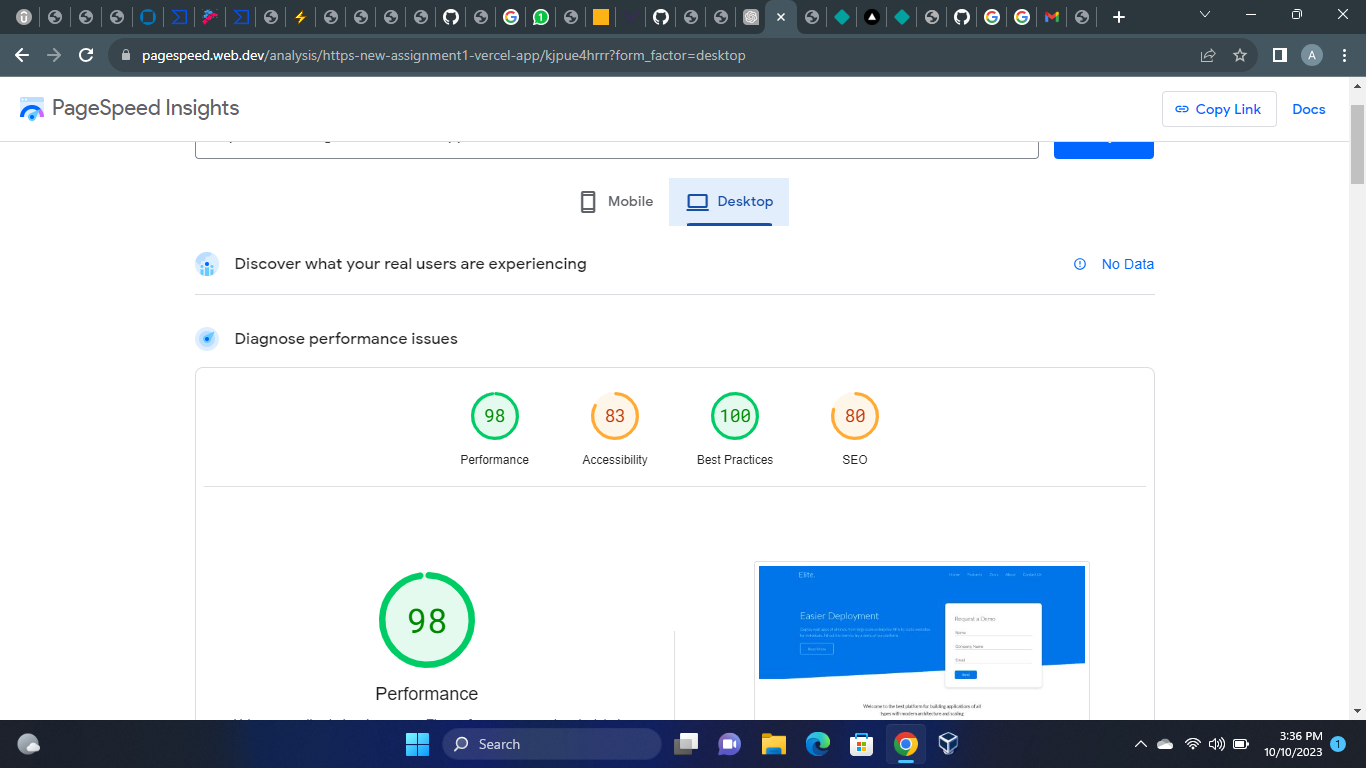 pagespeed.web.dev/analysis/https-new-assignment1-vercel-app/kjpue4hrrr?form_factor=desktop
A
PageSpeed Insights
Copy Link
Docs
Mobile
Desktop
Discover what your real users are experiencing
No Data
Diagnose performance issues
98
83
100
80
Performance
Accessibility
Best Practices
SEO
98
Performance
Elite.
Home
About
Contact Us
Easier Deployment
Read More
Request a Demo
Name
Company Name
Email
Send
Welcome to the best platform for building applications of all
types with modern architecture and scaling
Search
3:36 PM
10/10/2023
1